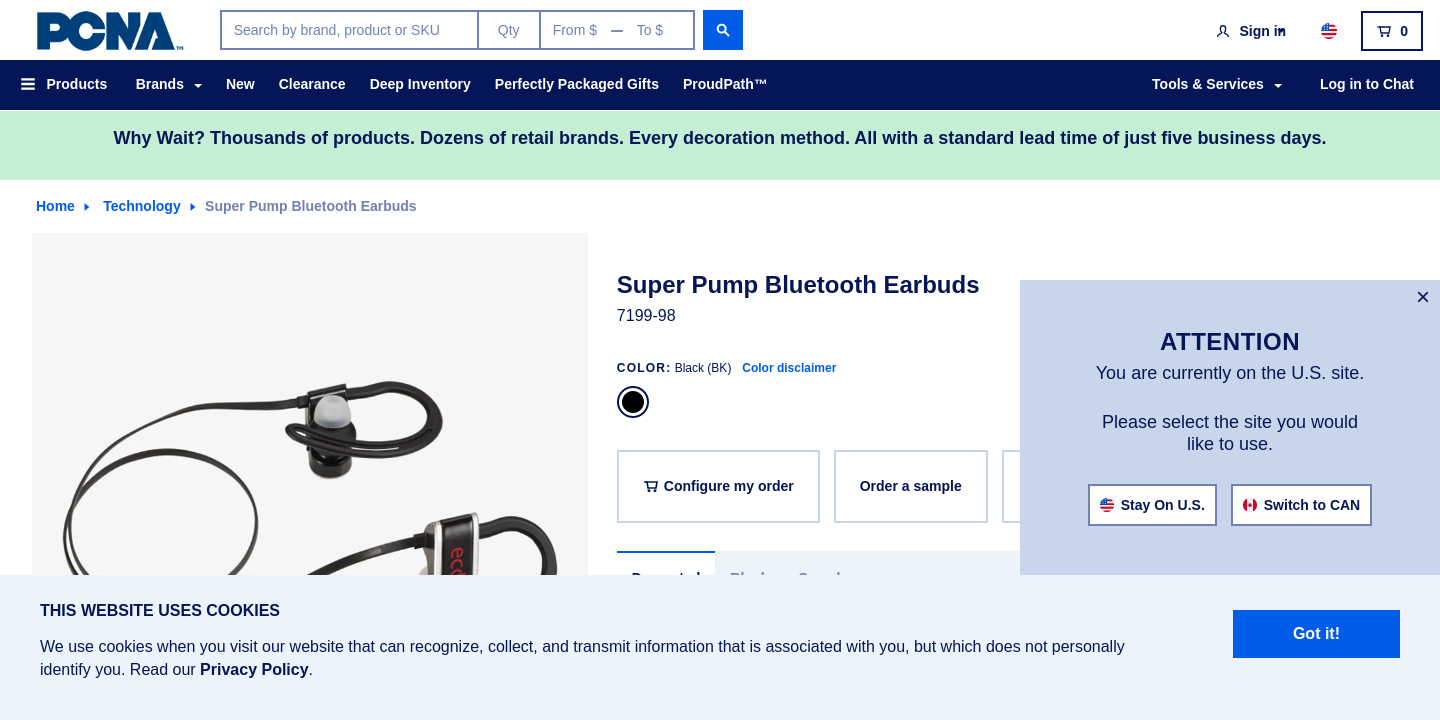 PCNA™
Search by brand, product or SKU
Qty
From $ — To $
Sign in
0
Products
Brands
New
Clearance
Deep Inventory
Perfectly Packaged Gifts
ProudPath™
Tools & Services
Log in to Chat
Why Wait? Thousands of products. Dozens of retail brands. Every decoration method. All with a standard lead time of just five business days.
Home
Technology
Super Pump Bluetooth Earbuds
Super Pump Bluetooth Earbuds
7199-98
COLOR: Black (BK) Color disclaimer
Configure my order
Order a sample
ATTENTION
You are currently on the U.S. site.
Please select the site you would
like to use.
Stay On U.S.
Switch to CAN
THIS WEBSITE USES COOKIES
We use cookies when you visit our website that can recognize, collect, and transmit information that is associated with you, but which does not personally
identify you. Read our Privacy Policy.
Got it!